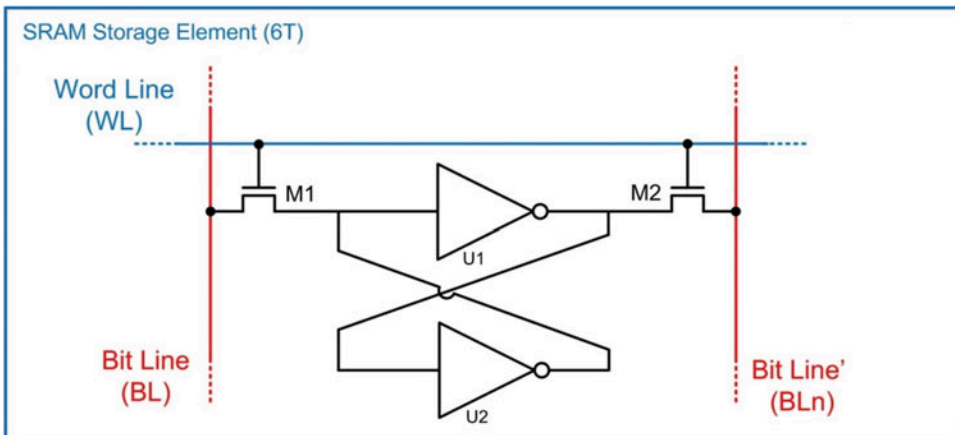 SRAM Storage Element (6T)
Word Line
(WL)
M1
M2
U1
Bit Line
(BL)
U2
Bit Line'
(BLn)